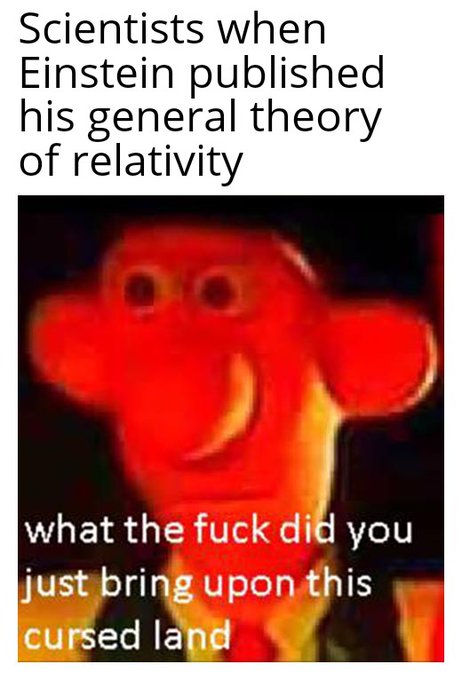 Scientists when
Einstein published
his general theory
of relativity
what the fuck did you
just bring upon this
cursed land